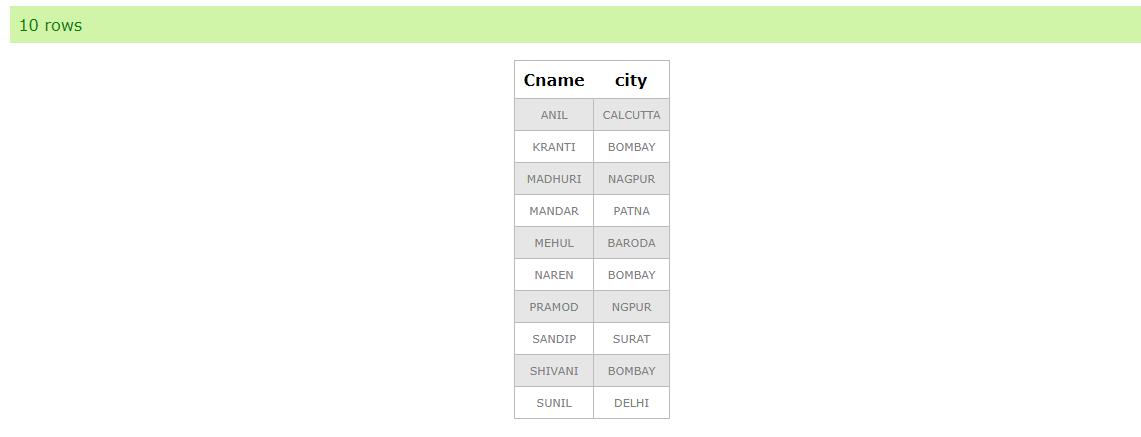 10 rows
Cname city
ANIL CALCUTTA
KRANTI BOMBAY
MADHURI NAGPUR
MANDAR PATNA
MEHUL BARODA
NAREN BOMBAY
PRAMOD NGPUR
SANDIP SURAT
SHIVANI BOMBAY
SUNIL DELHI